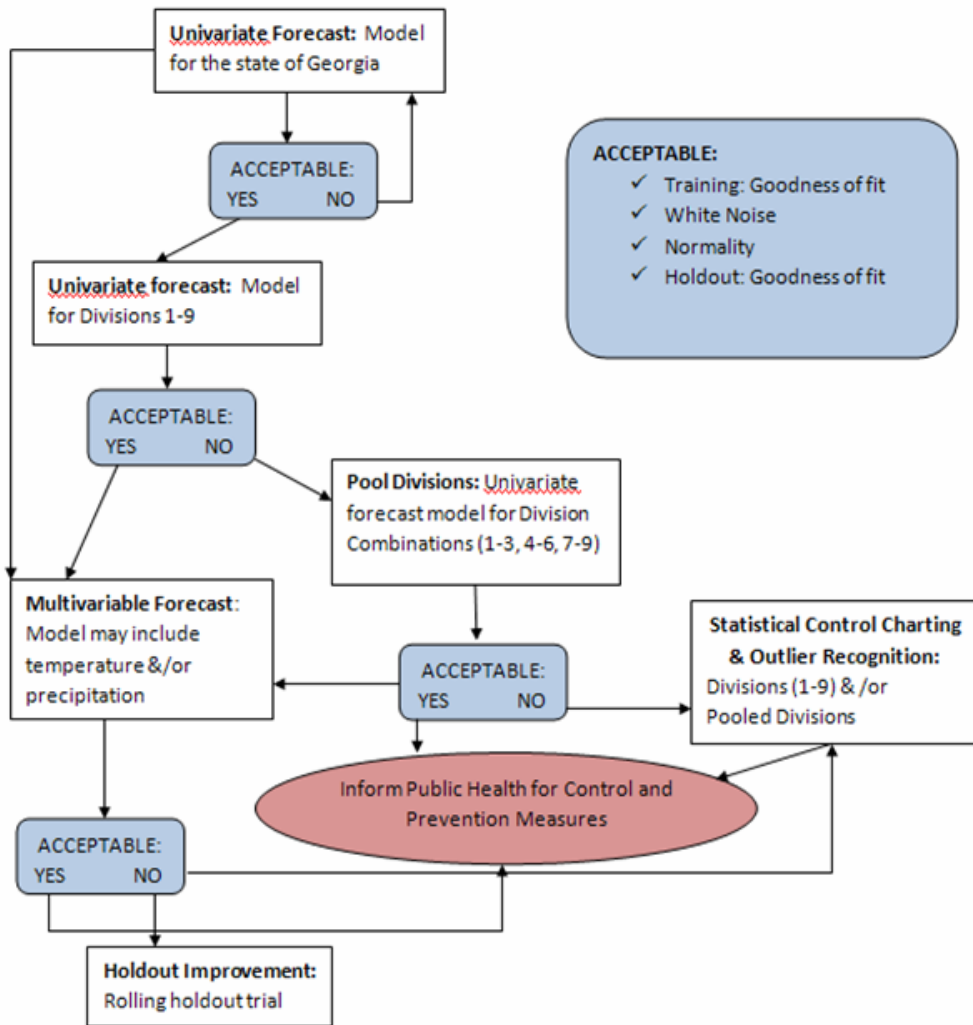 Univariate Forecast: Model
for the state of Georgia
ACCEPTABLE:
YES NO
ACCEPTABLE:
✓ Training: Goodness of fit
✓ White Noise
✓ Normality
✓ Holdout: Goodness of fit
Univariate forecast: Model
for Divisions 1-9
ACCEPTABLE:
YES NO
Pool Divisions: Univariate
forecast model for Division
Combinations (1-3, 4-6, 7-9)
Multivariable Forecast:
Model may include
temperature &/or
precipitation
ACCEPTABLE:
YES NO
Statistical Control Charting
& Outlier Recognition:
Divisions (1-9) & /or
Pooled Divisions
Inform Public Health for Control and
Prevention Measures
ACCEPTABLE:
YES NO
Holdout Improvement:
Rolling holdout trial